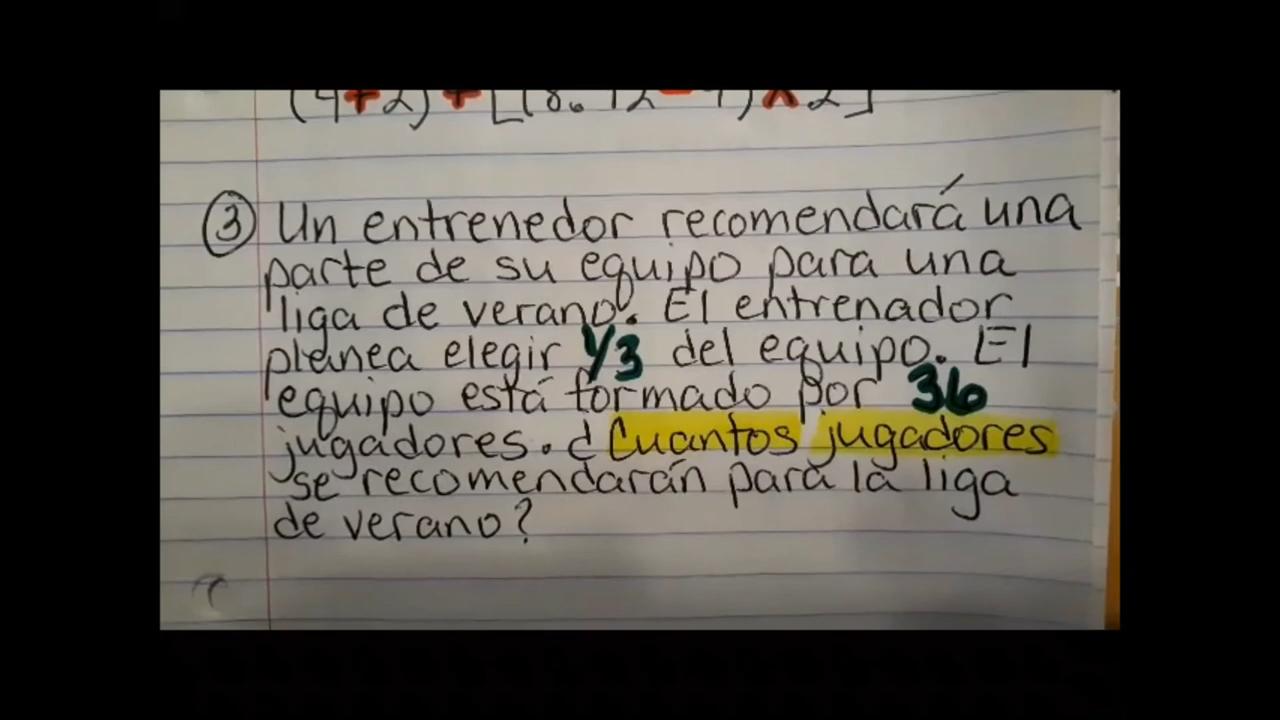 ③ Un entrenedor recomendará una
parte de su equipo para una
liga de verano. El entrenador
planea elegir 1/3 del equipo. El
equipo está formado por 36
jugadores. ¿Cuantos jugadores
se recomendarán para la liga
de verano?